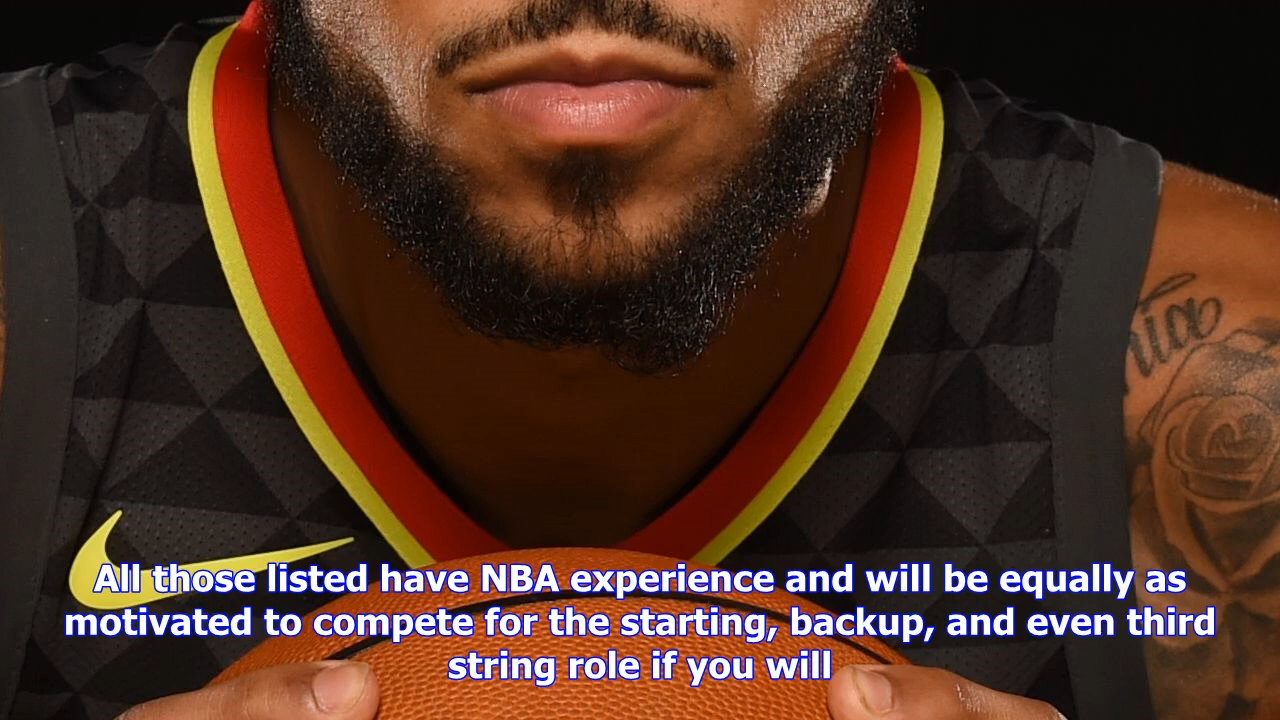 All those listed have NBA experience and will be equally as
motivated to compete for the starting, backup, and even third
string role if you will